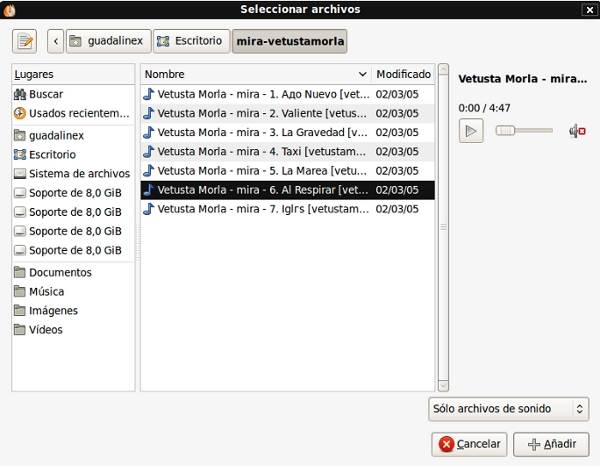 Seleccionar archivos
guadalinex Escritorio mira-vetustamorla
Lugares
Buscar
Usados recientem...
guadalinex
Escritorio
Sistema de archivos
Soporte de 8,0 GiB
Soporte de 8,0 GiB
Soporte de 8,0 GiB
Soporte de 8,0 GiB
Documentos
Música
Imágenes
Vídeos
Nombre Modificado
Vetusta Morla - mira - 1. Aдo Nuevo [vet... 02/03/05
Vetusta Morla - mira - 2. Valiente [vetus... 02/03/05
Vetusta Morla - mira - 3. La Gravedad [v... 02/03/05
Vetusta Morla - mira - 4. Taxi [vetustam... 02/03/05
Vetusta Morla - mira - 5. La Marea [vetu... 02/03/05
Vetusta Morla - mira - 6. Al Respirar [vet... 02/03/05
Vetusta Morla - mira - 7. [vetustam... 02/03/05
Vetusta Morla - mira...
0:00 / 4:47
Sólo archivos de sonido
Cancelar
Añadir